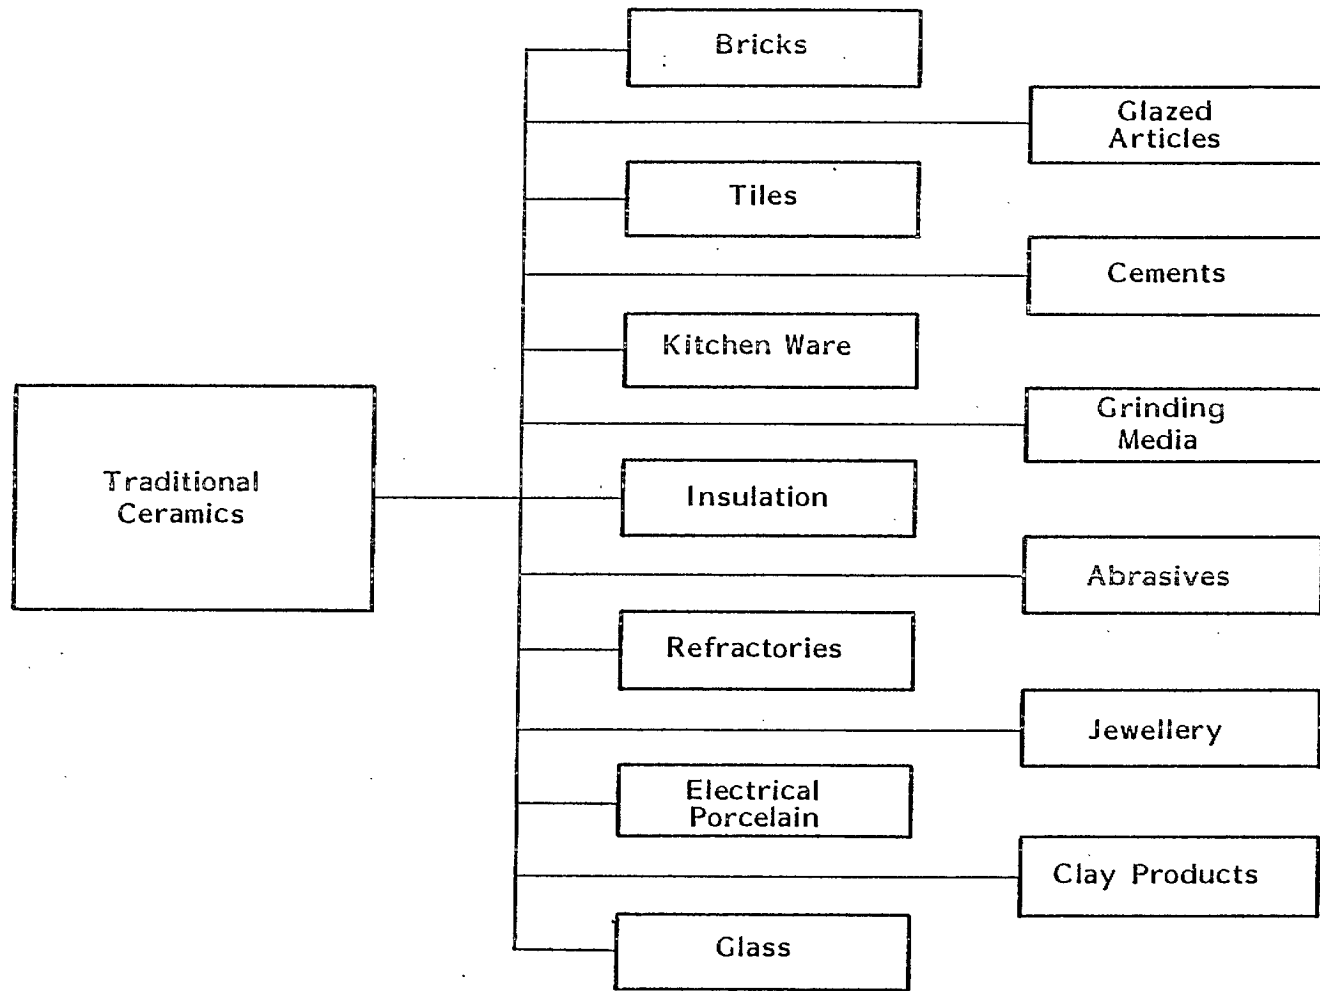 Bricks
Glazed
Articles
Tiles
Cements
Kitchen Ware
Grinding
Media
Traditional
Ceramics
Insulation
Abrasives
Refractories
Jewellery
Electrical
Porcelain
Clay Products
Glass